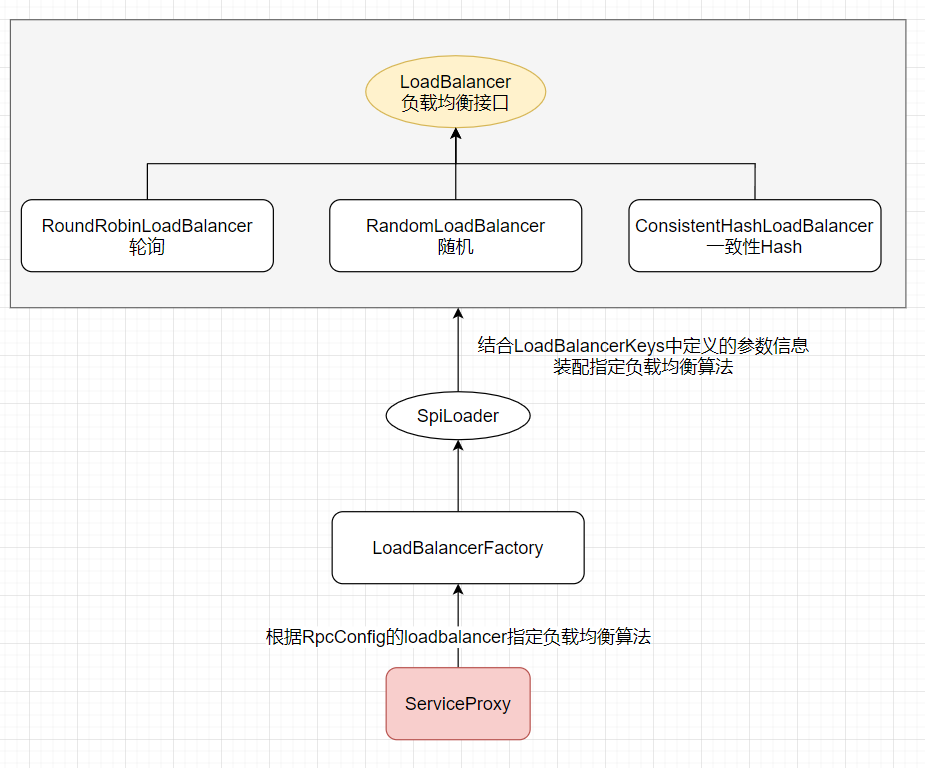 LoadBalancer
负载均衡接口
RoundRobinLoadBalancer
轮询
RandomLoadBalancer
随机
ConsistentHashLoadBalancer
一致性Hash
结合LoadBalancerKeys中定义的参数信息
装配指定负载均衡算法
SpiLoader
LoadBalancerFactory
根据RpcConfig的loadbalancer指定负载均衡算法
ServiceProxy